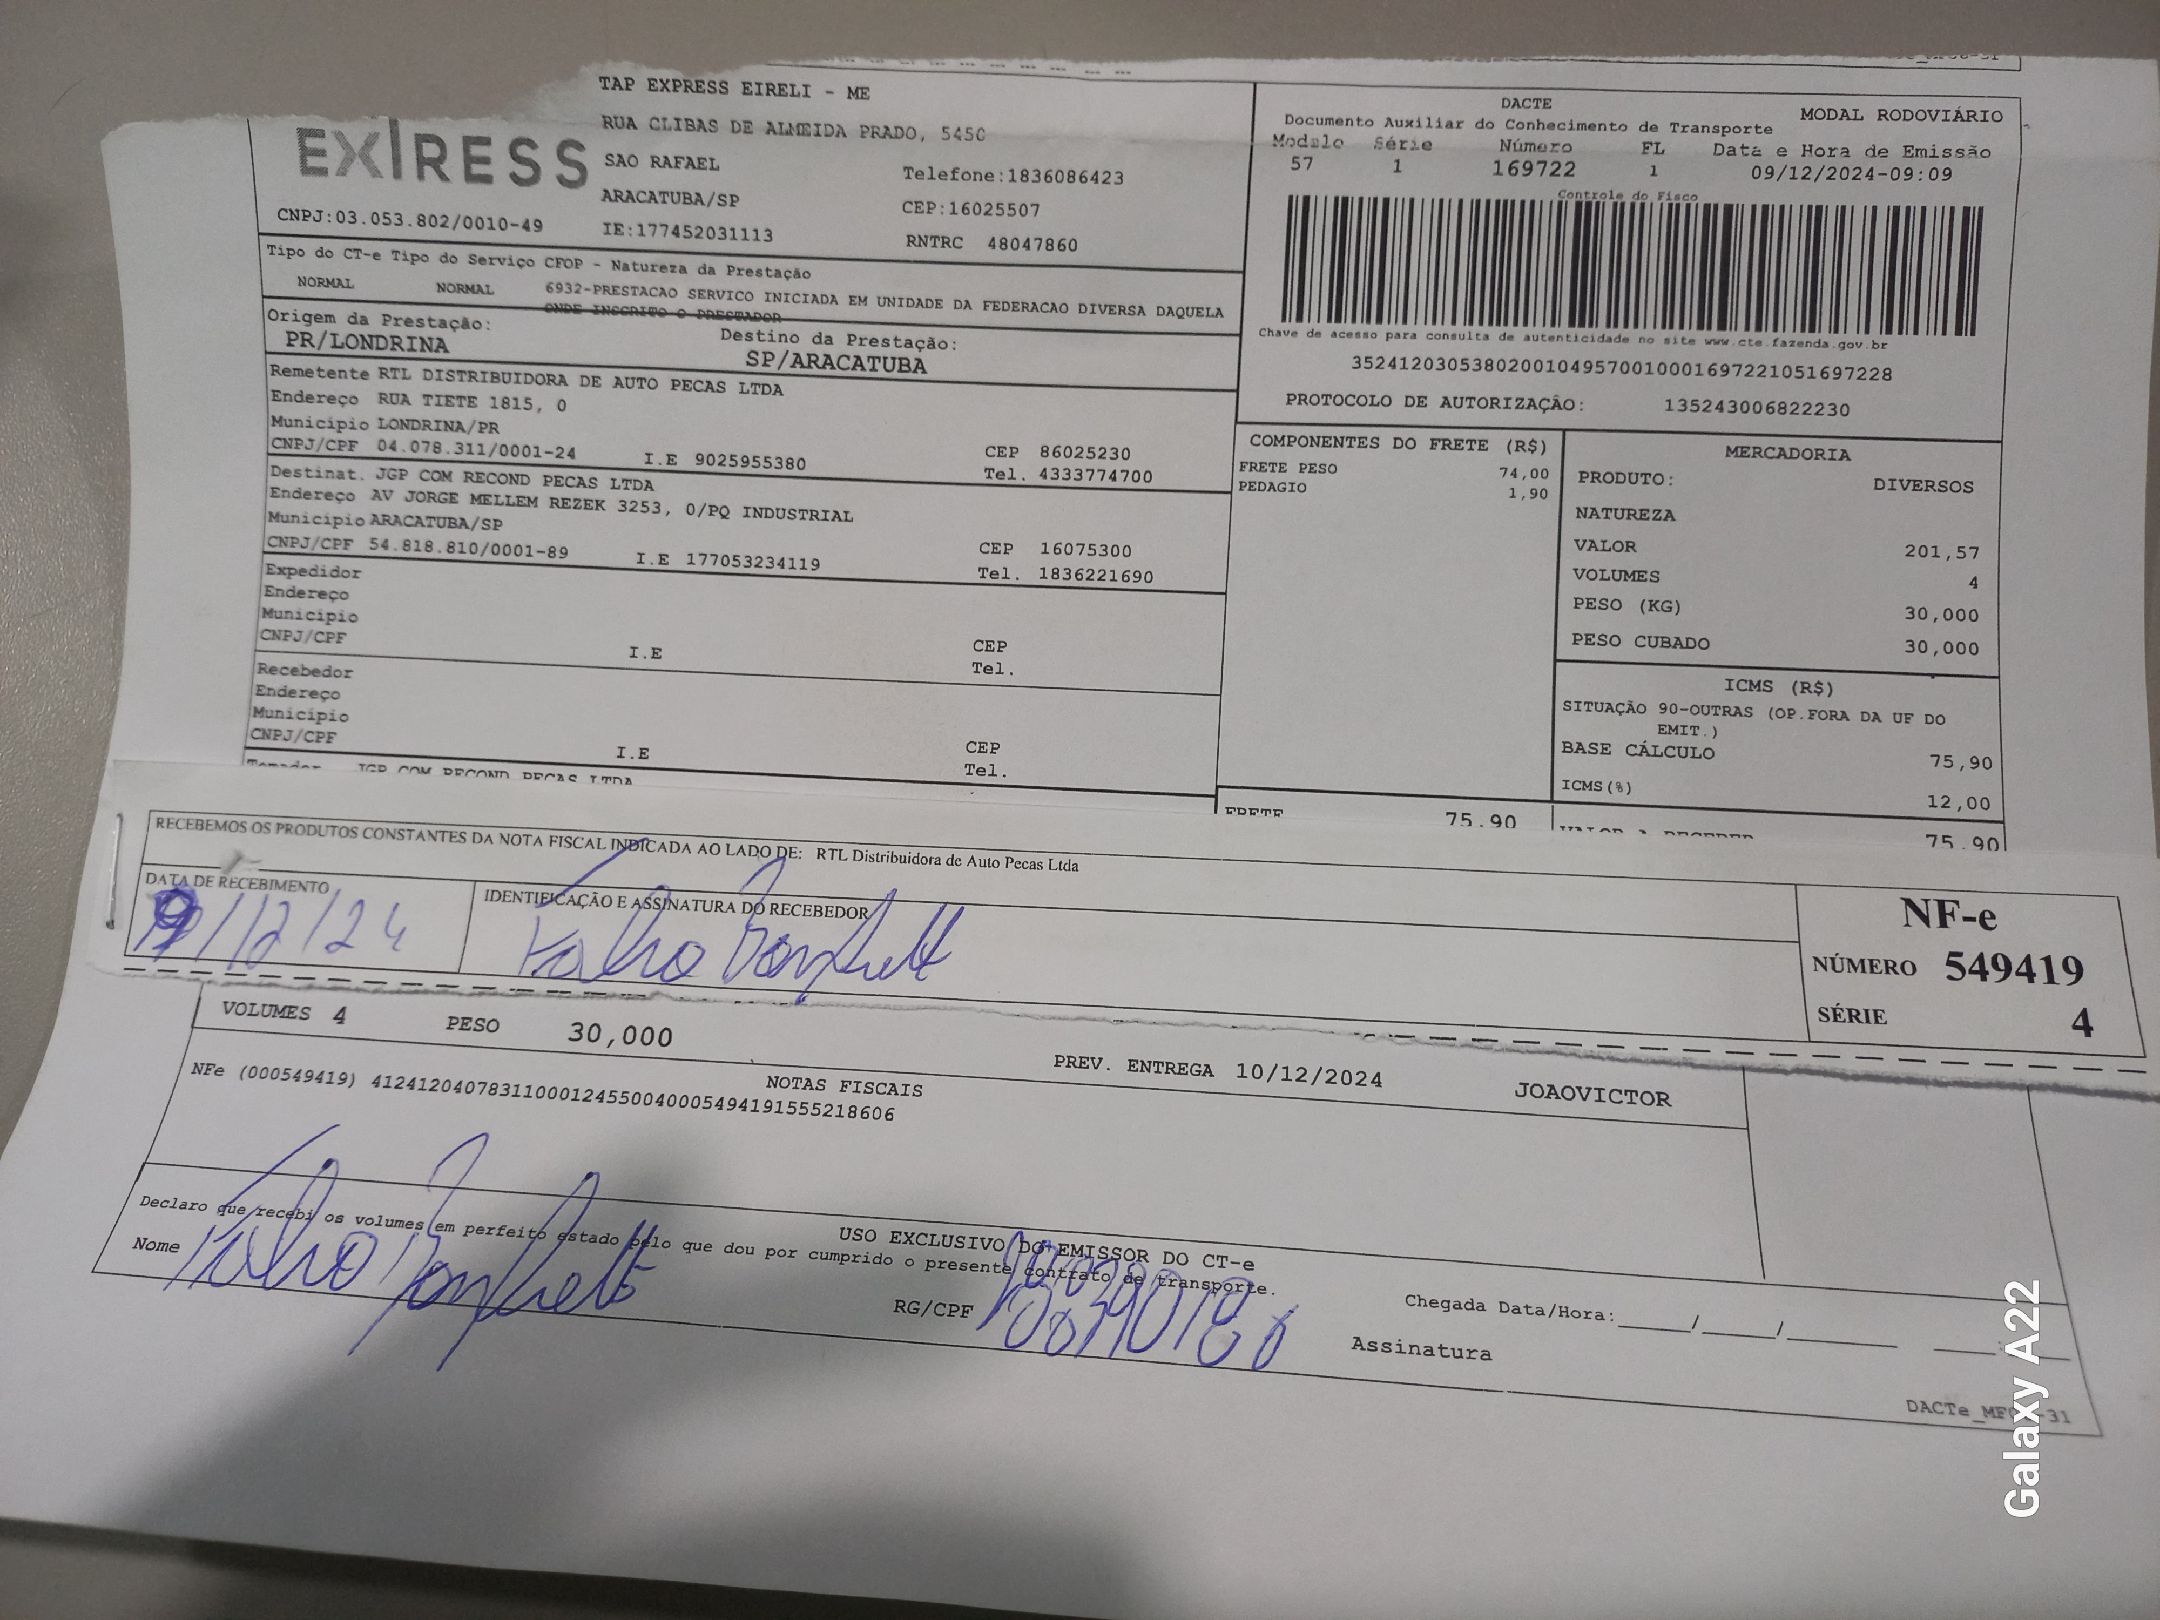 TAP EXPRESS EIRELI - ME
RUA CLIBAS DE ALMEIDA PRADO, 5450
EXPRESS
SAO RAFAEL
Telefone:1836086423
ARACATUBA/SP
CEP:16025507
CNPJ:03.053.802/0010-49
IE:177452031113
RNTRC 48047860
DACTE
MODAL RODOVIÁRIO
Documento Auxiliar do Conhecimento de Transporte
Modelo Série Número FL Data e Hora de Emissão
57 1 169722 1 09/12/2024-09:09
Controle do Fisco
Chave de acesso para consulta de autenticidade no site www.cte.fazenda.gov.br
35241203053802001049570010001697221051697228
PROTOCOLO DE AUTORIZAÇÃO: 135243006822230
Tipo do CT-e Tipo do Serviço CFOP - Natureza da Prestação
NORMAL NORMAL 6932-PRESTACAO SERVICO INICIADA EM UNIDADE DA FEDERACAO DIVERSA DAQUELA
ONDE INSCRITO O PRESTADOR
Origem da Prestação: Destino da Prestação:
PR/LONDRINA SP/ARACATUBA
Remetente RTL DISTRIBUIDORA DE AUTO PECAS LTDA
Endereço RUA TIETE 1815, 0
Municipio LONDRINA/PR CEP 86025230
CNPJ/CPF 04.078.311/0001-24 I.E 9025955380 Tel. 4333774700
Destinat. JGP COM RECOND PECAS LTDA
Endereço AV JORGE MELLEM REZEK 3253, 0/PQ INDUSTRIAL
Municipio ARACATUBA/SP CEP 16075300
CNPJ/CPF 54.818.810/0001-89 I.E 177053234119 Tel. 1836221690
Expedidor
Endereço
Municipio CEP
CNPJ/CPF I.E Tel.
Recebedor
Endereço
Municipio CEP
CNPJ/CPF I.E Tel.
Tomador JGP COM RECOND PECAS LTDA
COMPONENTES DO FRETE (R$)
FRETE PESO 74,00
PEDAGIO 1,90
FRETE 75.90
MERCADORIA
PRODUTO: DIVERSOS
NATUREZA
VALOR 201,57
VOLUMES 4
PESO (KG) 30,000
PESO CUBADO 30,000
ICMS (R$)
SITUAÇÃO 90-OUTRAS (OP.FORA DA UF DO
EMIT.)
BASE CÁLCULO 75,90
ICMS(%) 12,00
VALOR A RECEBER 75.90
RECEBEMOS OS PRODUTOS CONSTANTES DA NOTA FISCAL INDICADA AO LADO DE: RTL Distribuidora de Auto Pecas Ltda
DATA DE RECEBIMENTO IDENTIFICAÇÃO E ASSINATURA DO RECEBEDOR
9/12/24
NF-e
NÚMERO 549419
SÉRIE 4
VOLUMES 4 PESO 30,000 PREV. ENTREGA 10/12/2024 JOAOVICTOR
NOTAS FISCAIS
NFe (000549419) 41241204078311000124550040005494191555218606
USO EXCLUSIVO DO EMISSOR DO CT-e
Declaro que recebi os volumes em perfeito estado pelo que dou por cumprido o presente contrato de transporte.
Nome RG/CPF Chegada Data/Hora: / /
Assinatura
Galaxy A22